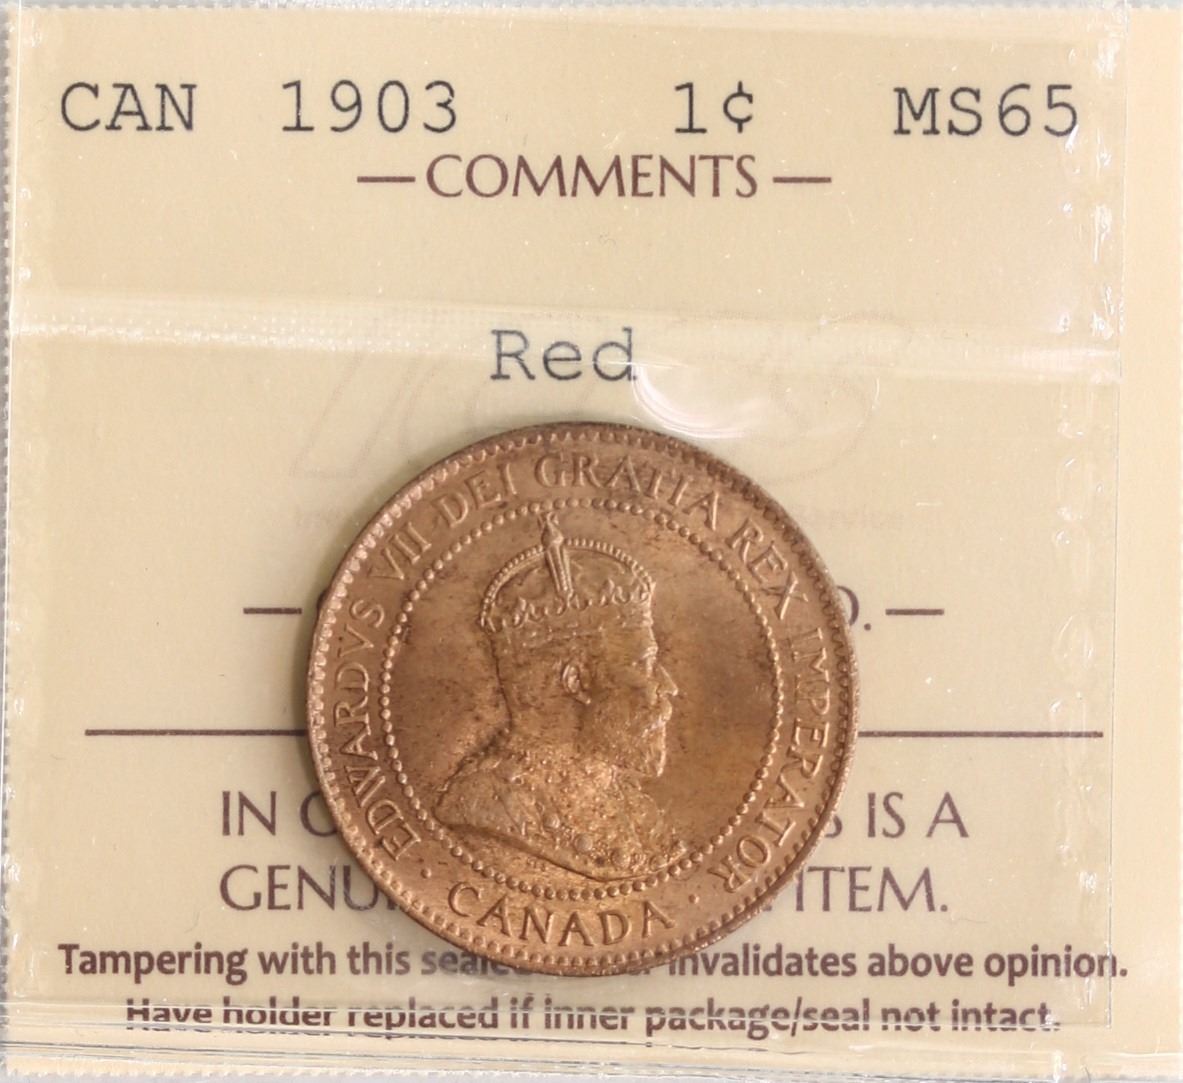 CAN 1903 1¢ MS65
COMMENTS
Red
EDWARDVS VII DEI GRATIA REX IMPERATOR
CANADA
IN
IS A
GENU
ITEM.
Tampering with this invalidates above opinion.
Have holder replaced if inner package/seal not intact.